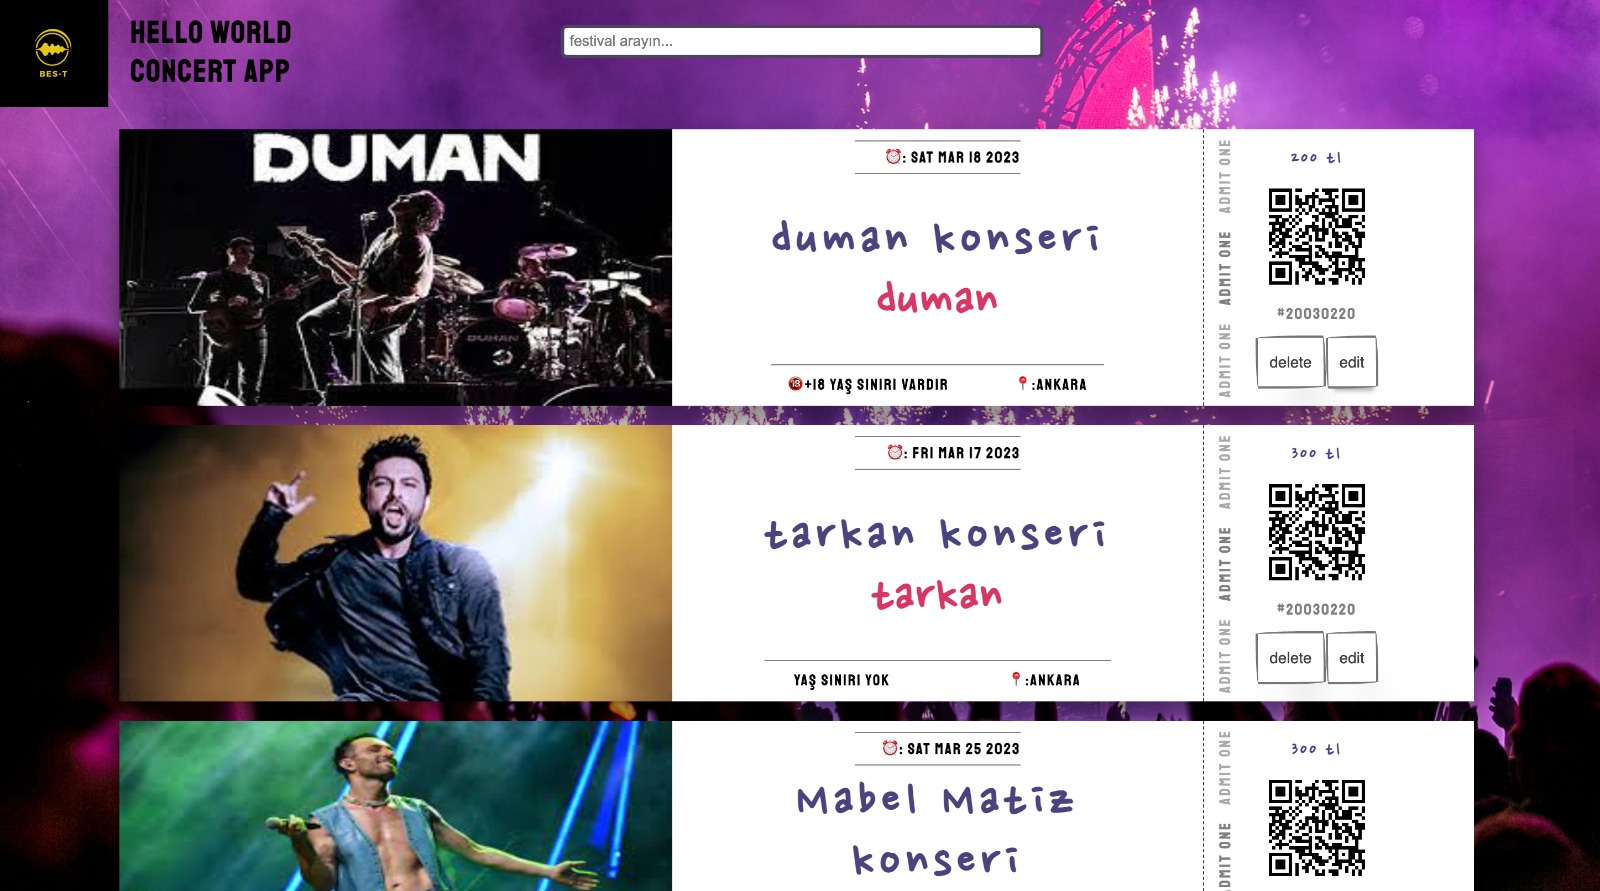 BES-T
HELLO WORLD
CONCERT APP
festival arayın...
DUMAN
DUMAN
⏰: SAT MAR 18 2023
duman konseri
duman
🔞+18 YAŞ SINIRI VARDIR
📍:ANKARA
ADMIT ONE
ADMIT ONE
ADMIT ONE
200 tl
#20030220
delete
edit
⏰: FRI MAR 17 2023
tarkan konseri
tarkan
YAŞ SINIRI YOK
📍:ANKARA
ADMIT ONE
ADMIT ONE
ADMIT ONE
300 tl
#20030220
delete
edit
⏰: SAT MAR 25 2023
Mabel Matiz
konseri
ADMIT ONE
ADMIT ONE
300 tl